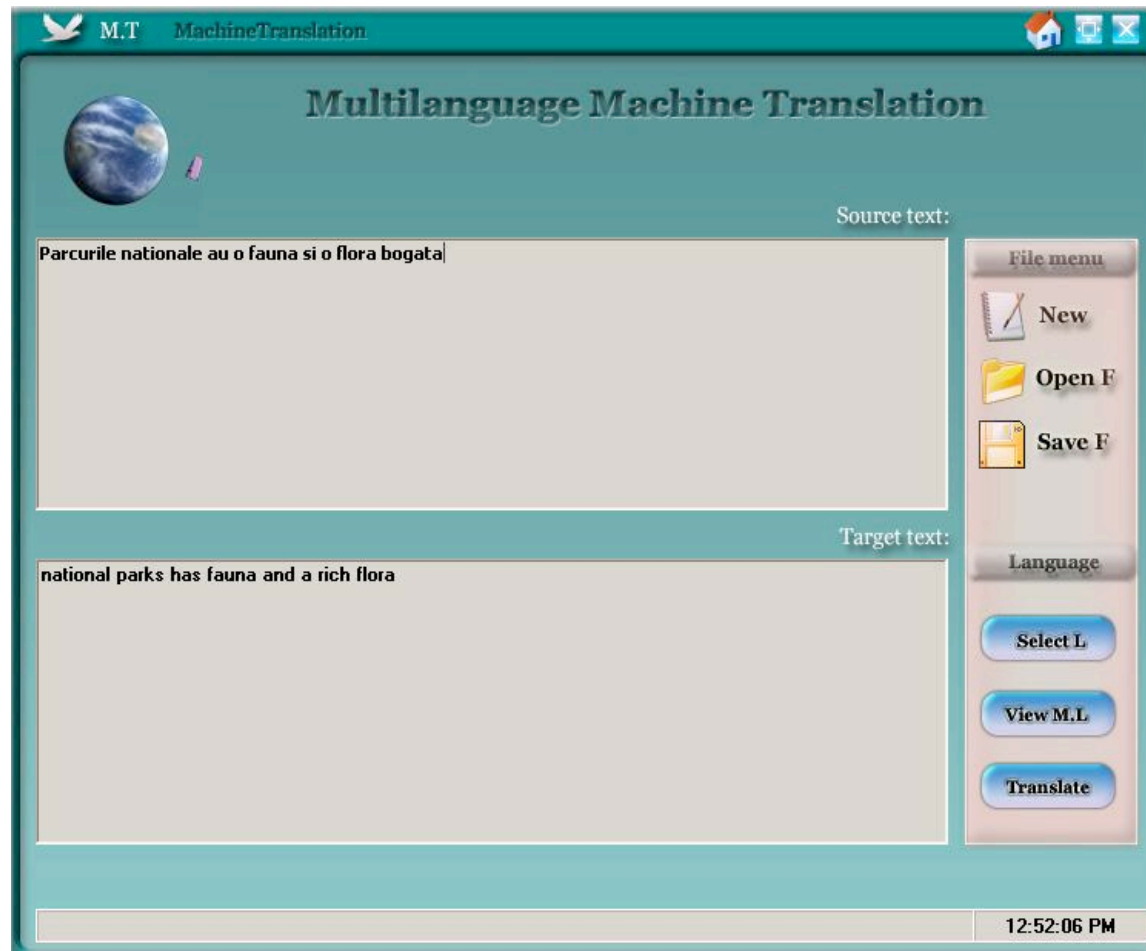 M.T MachineTranslation
Multilanguage Machine Translation
Source text:
Parcurile nationale au o fauna si o flora bogata
File menu
New
Open F
Save F
Target text:
national parks has fauna and a rich flora
Language
Select L
View M.L
Translate
12:52:06 PM